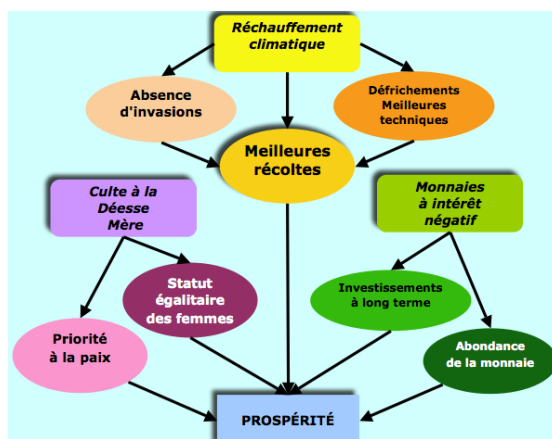 Réchauffement
climatique
Absence
d'invasions
Défrichements
Meilleures
techniques
Meilleures
récoltes
Culte à la
Déesse
Mère
Monnaies
à intérêt
négatif
Statut
égalitaire
des femmes
Investissements
à long terme
Priorité
à la paix
Abondance
de la monnaie
PROSPÉRITÉ